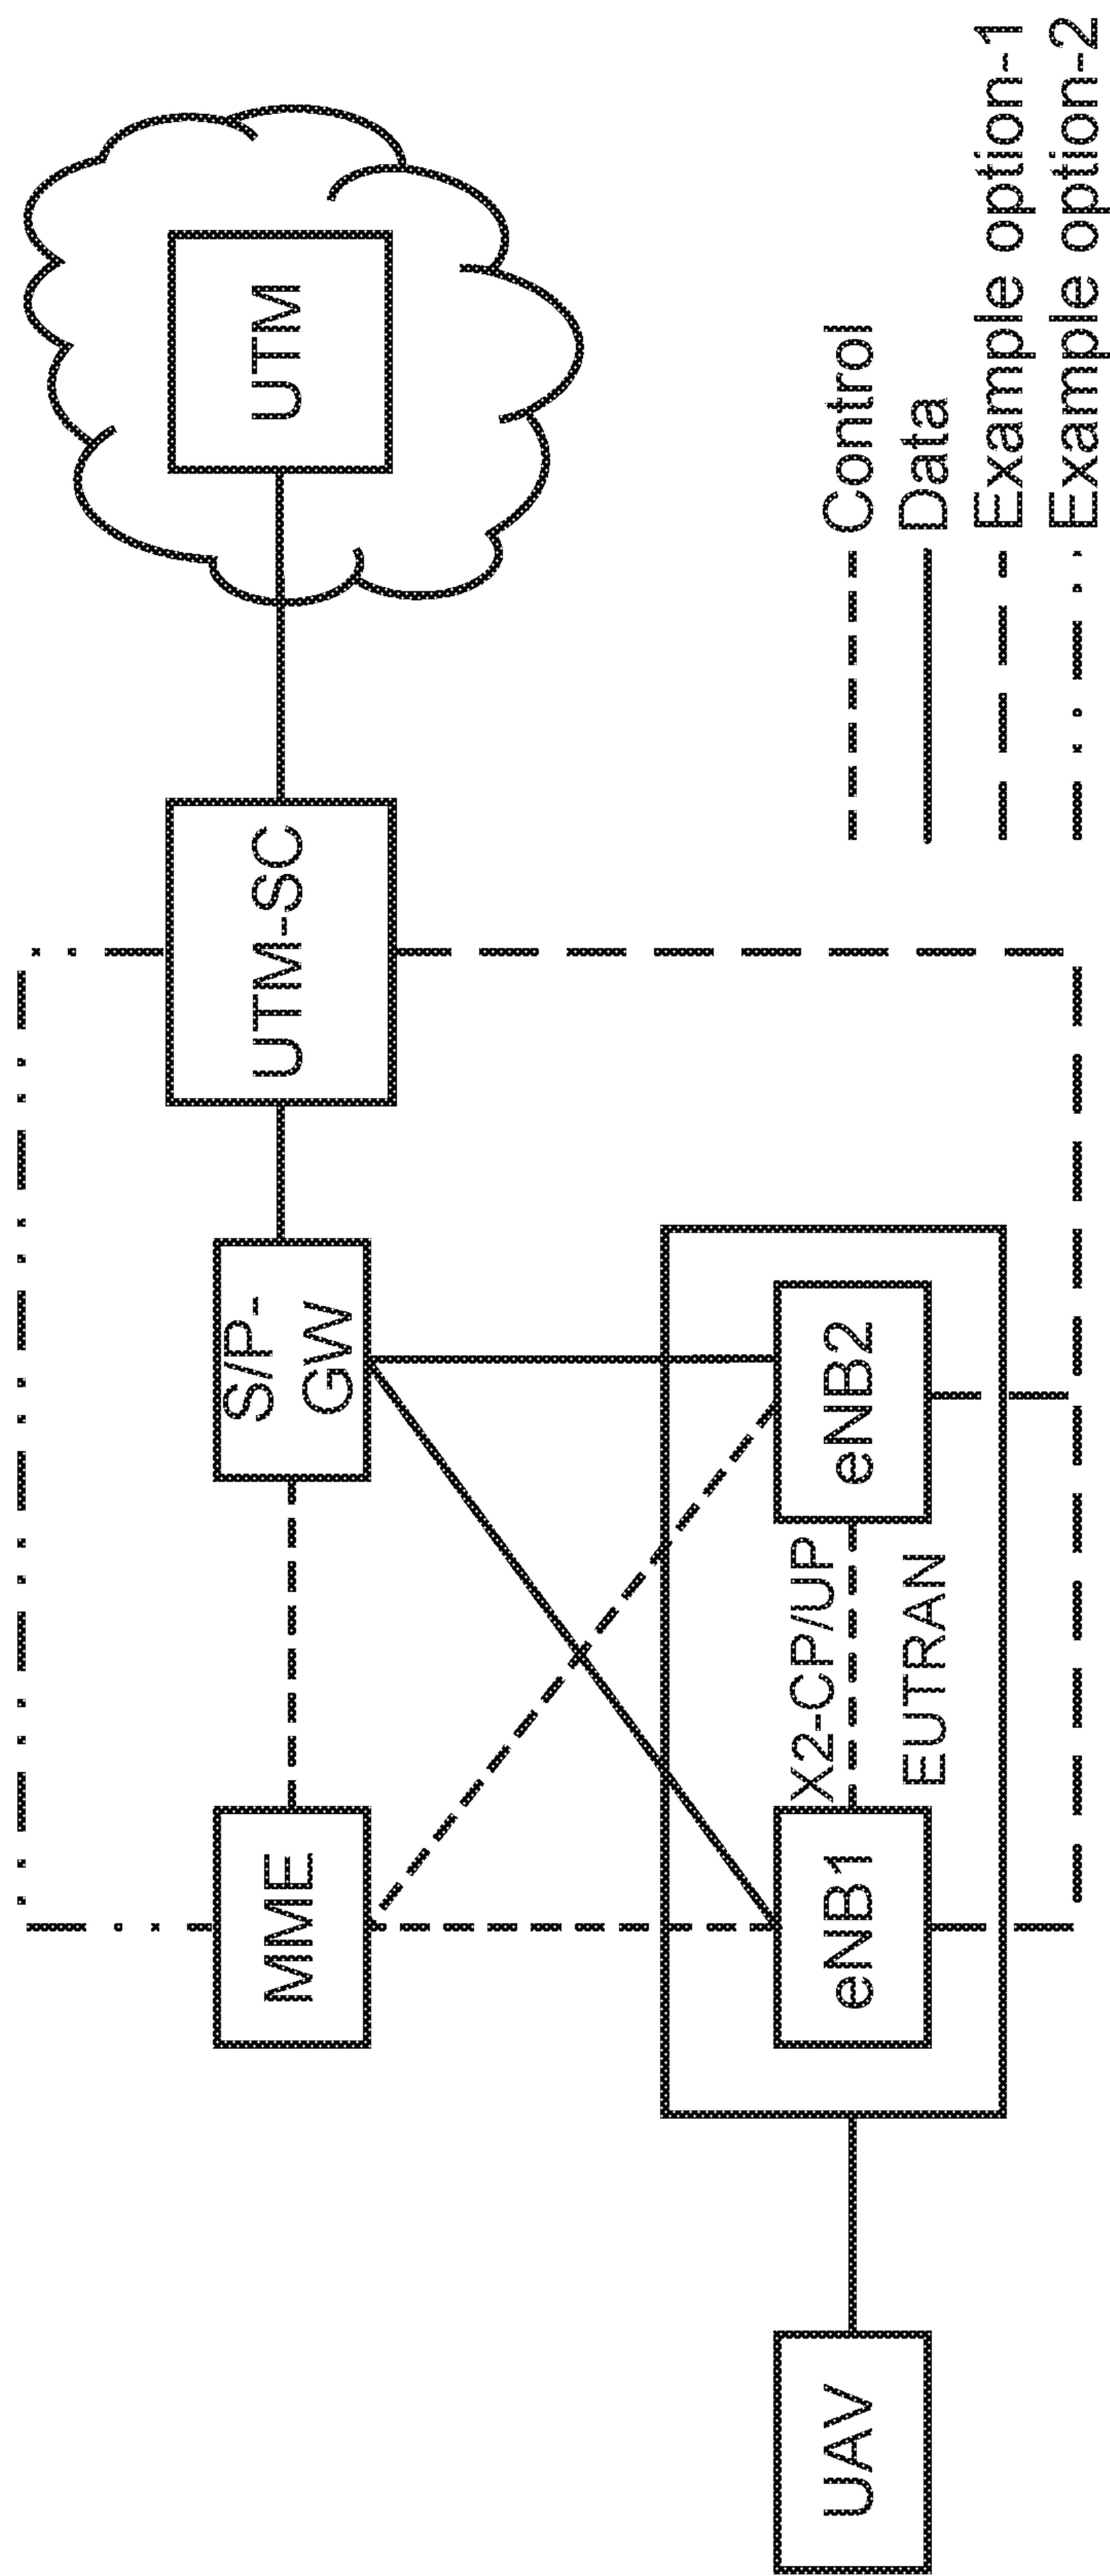 MME
S/P-
GW
UTM-SC
UTM
UAV
eNB1
X2-CP/UP
EUTRAN
eNB2
Control
Data
Example option-1
Example option-2